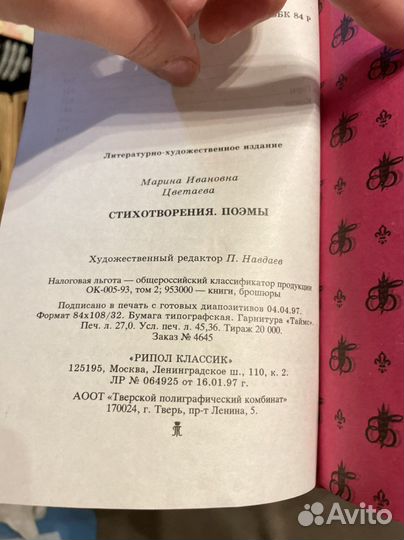 ББК 84 Р
Литературно-художественное издание
Марина Ивановна
Цветаева
СТИХОТВОРЕНИЯ. ПОЭМЫ
Художественный редактор П. Навдаев
Налоговая льгота — общероссийский классификатор продукции
ОК-005-93, том 2; 953000 — книги, брошюры
Подписано в печать с готовых диапозитивов 04.04.97.
Формат 84х108/32. Бумага типографская. Гарнитура «Таймс».
Печ. л. 27,0. Усл. печ. л. 45,36. Тираж 20 000.
Заказ № 4645
"РИПОЛ КЛАССИК"
125195, Москва, Ленинградское ш., 110, к. 2.
ЛР № 064925 от 16.01.97 г.
АООТ "Тверской полиграфический комбинат"
170024, г. Тверь, пр-т Ленина, 5.
Avito